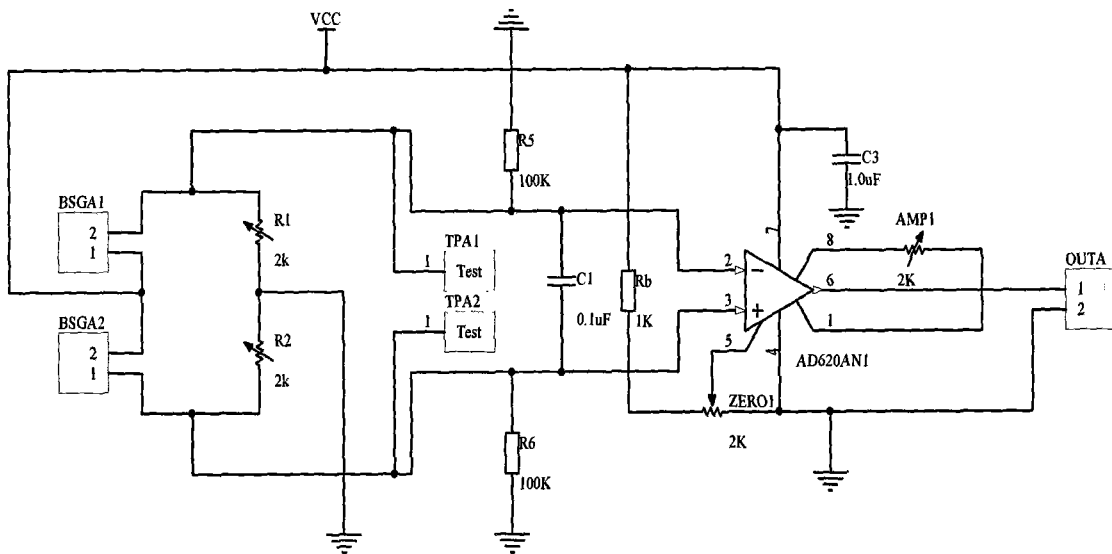 VCC
R5
100K
C3
1.0uF
BSGA1
2
1
R1
2k
TPA1
1
Test
TPA2
1
Test
C1
0.1uF
Rb
1K
2
3
5
7
4
8
6
1
AMP1
2K
OUTA
1
2
AD620AN1
BSGA2
2
1
R2
2k
ZERO1
2K
R6
100K